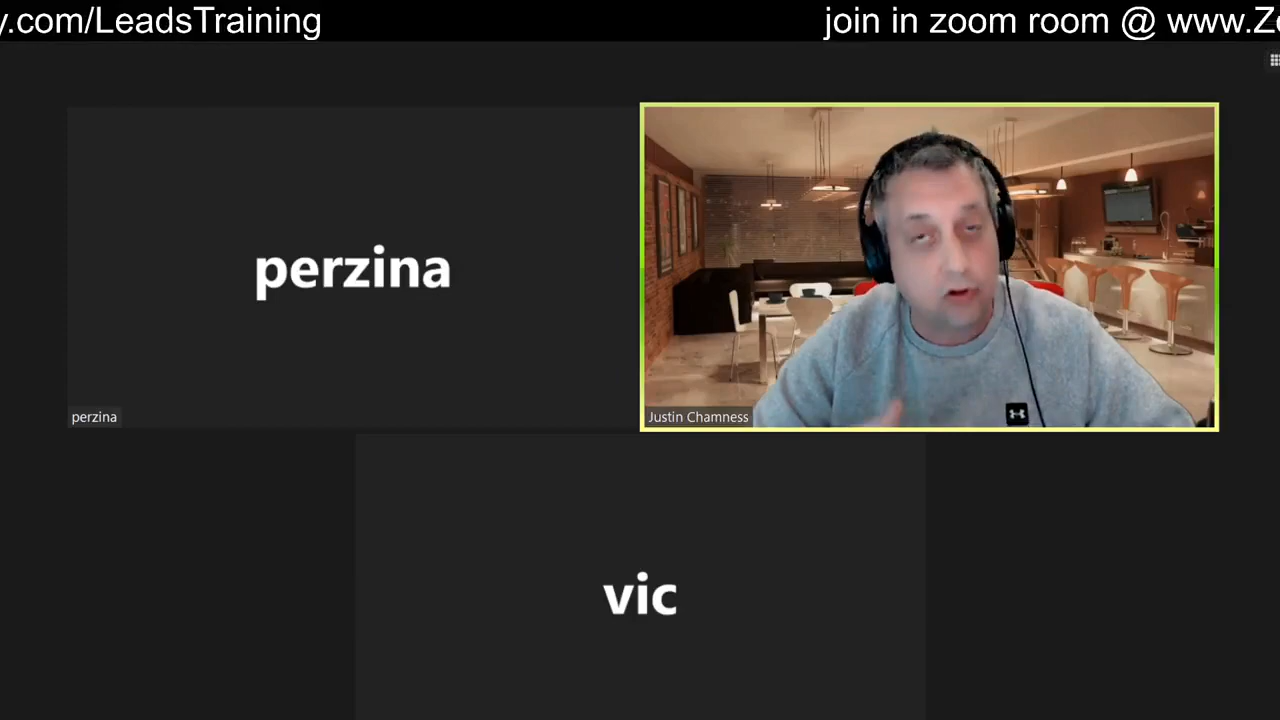 y.com/LeadsTraining join in zoom room @ www.Z
perzina
perzina
Justin Chamness
vic